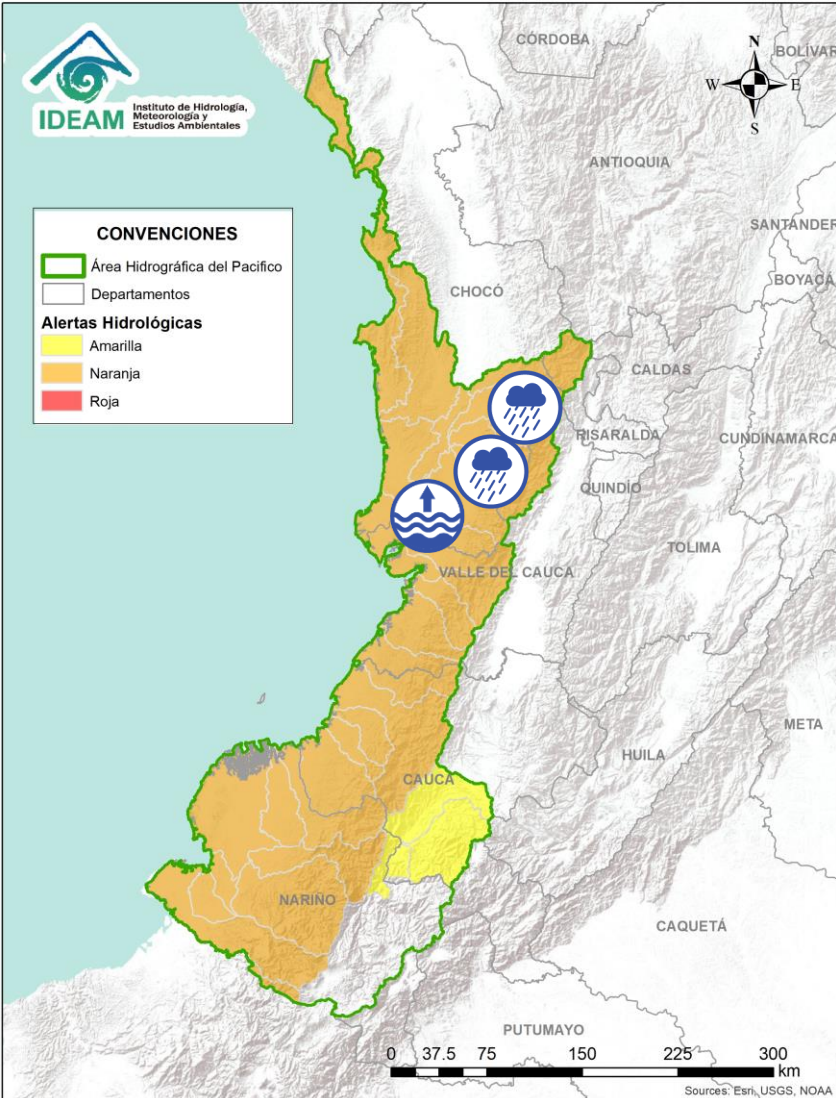 IDEAM
Instituto de Hidrología,
Meteorología y
Estudios Ambientales
N
W
E
S
CÓRDOBA
BOLÍVAR
ANTIOQUIA
SANTANDER
BOYACÁ
CONVENCIONES
Área Hidrográfica del Pacifico
Departamentos
Alertas Hidrológicas
Amarilla
Naranja
Roja
CHOCÓ
CALDAS
RISARALDA
CUNDINAMARCA
QUINDÍO
TOLIMA
VALLE DEL CAUCA
META
HUILA
CAUCA
NARIÑO
CAQUETÁ
PUTUMAYO
0 37.5 75 150 225 300
km
Sources: Esri, USGS, NOAA